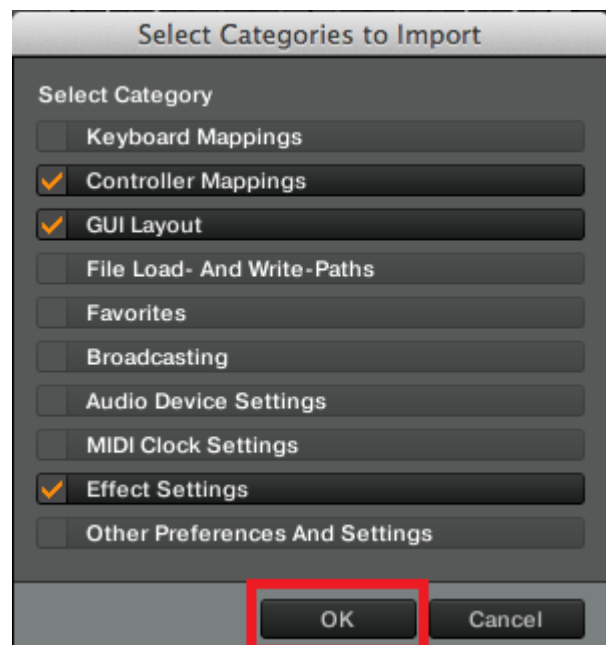 Select Categories to Import
Select Category
Keyboard Mappings
Controller Mappings
GUI Layout
File Load- And Write-Paths
Favorites
Broadcasting
Audio Device Settings
MIDI Clock Settings
Effect Settings
Other Preferences And Settings
OK Cancel